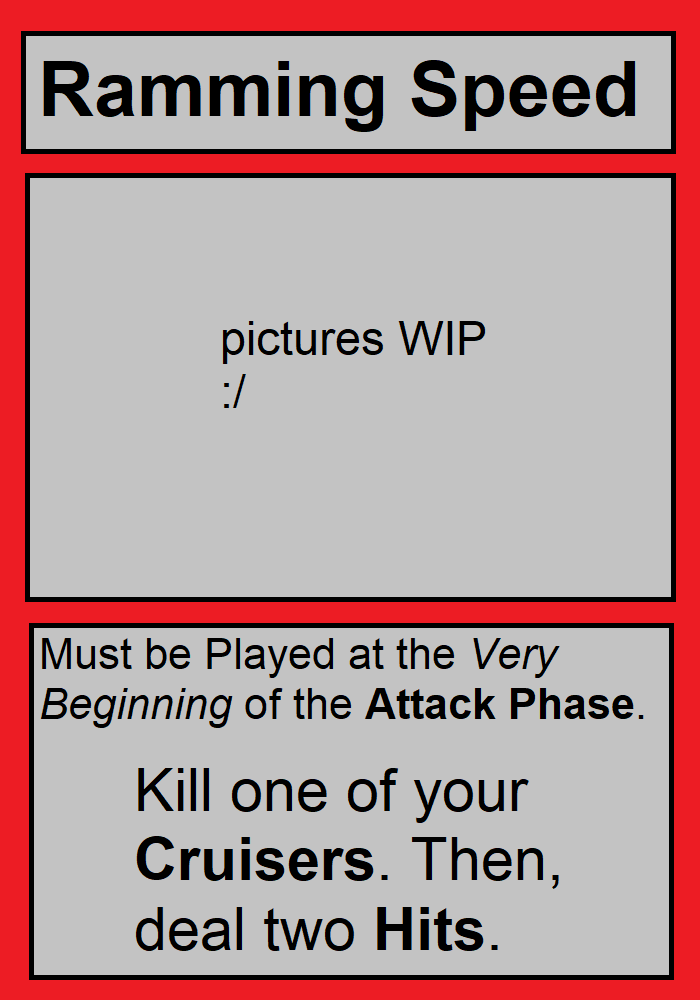 Ramming Speed
pictures WIP
:/
Must be Played at the Very
Beginning of the Attack Phase.
Kill one of your
Cruisers. Then,
deal two Hits.